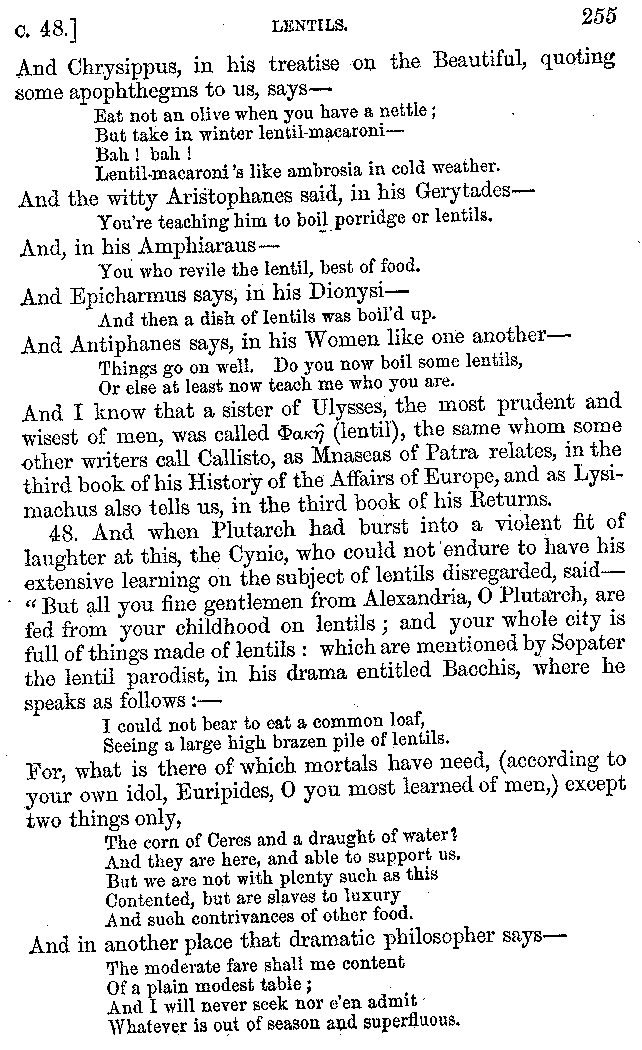 C. 48.] LENTILS. 255
And Chrysippus, in his treatise on the Beautiful, quoting
some apophthegms to us, says—
Eat not an olive when you have a nettle;
But take in winter lentil-macaroni—
Bah! bah!
Lentil-macaroni's like ambrosia in cold weather.
And the witty Aristophanes said, in his Gerytades—
You're teaching him to boil porridge or lentils.
And, in his Amphiaraus—
You who revile the lentil, best of food.
And Epicharmus says, in his Dionysi—
And then a dish of lentils was boil'd up.
And Antiphanes says, in his Women like one another—
Things go on well. Do you now boil some lentils,
Or else at least now teach me who you are.
And I know that a sister of Ulysses, the most prudent and
wisest of men, was called Φακῆ (lentil), the same whom some
other writers call Callisto, as Mnaseas of Patra relates, in the
third book of his History of the Affairs of Europe, and as Lysi-
machus also tells us, in the third book of his Returns.
48. And when Plutarch had burst into a violent fit of
laughter at this, the Cynic, who could not endure to have his
extensive learning on the subject of lentils disregarded, said—
“But all you fine gentlemen from Alexandria, O Plutarch, are
fed from your childhood on lentils; and your whole city is
full of things made of lentils: which are mentioned by Sopater
the lentil parodist, in his drama entitled Bacchis, where he
speaks as follows:—
I could not bear to eat a common loaf,
Seeing a large high brazen pile of lentils.
For, what is there of which mortals have need, (according to
your own idol, Euripides, O you most learned of men,) except
two things only,
The corn of Ceres and a draught of water?
And they are here, and able to support us.
But we are not with plenty such as this
Contented, but are slaves to luxury
And such contrivances of other food.
And in another place that dramatic philosopher says—
The moderate fare shall me content
Of a plain modest table;
And I will never seek nor e'en admit
Whatever is out of season and superfluous.